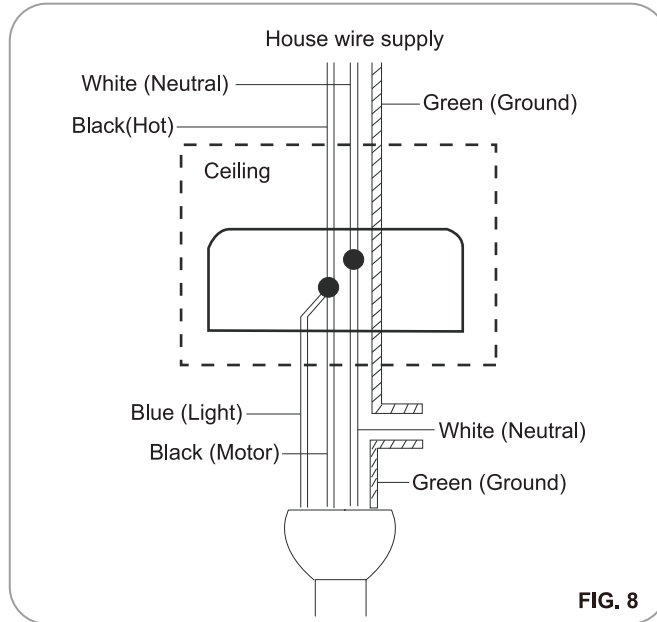 House wire supply
White (Neutral)
Green (Ground)
Black(Hot)
Ceiling
Blue (Light)
White (Neutral)
Black (Motor)
Green (Ground)
FIG. 8